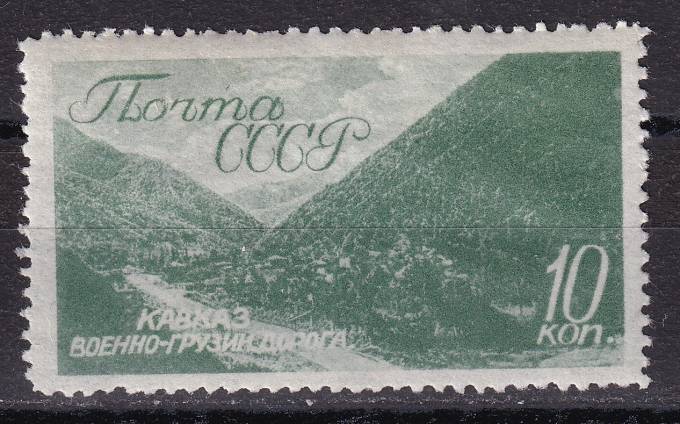 Почта
СССР
10
коп.
КАВКАЗ
ВОЕННО-ГРУЗИН.ДОРОГА